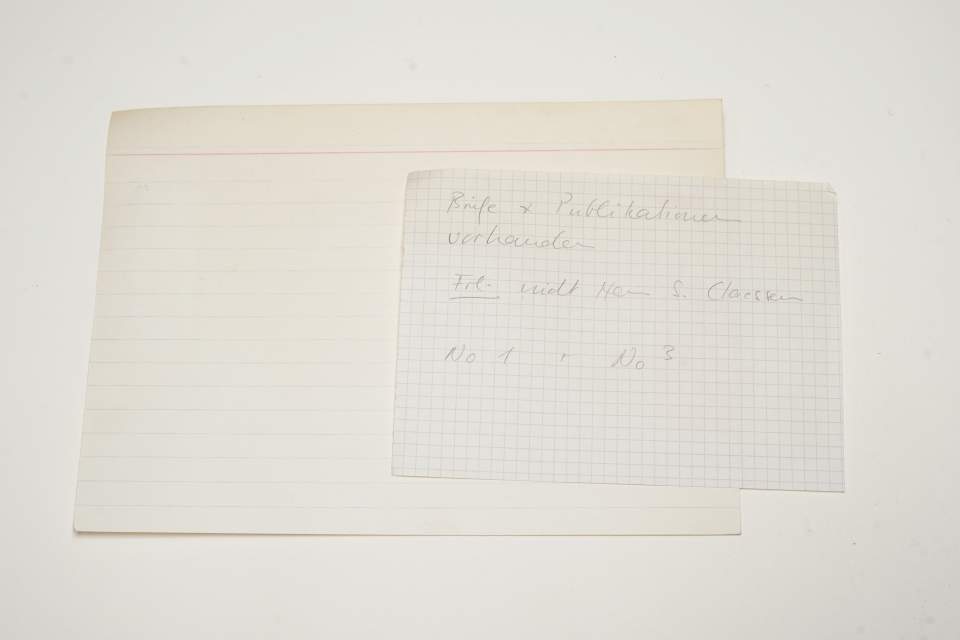 Briefe & Publikationen
vorhanden
Frl. nicht Herr S. Claessen
No 1 No 3